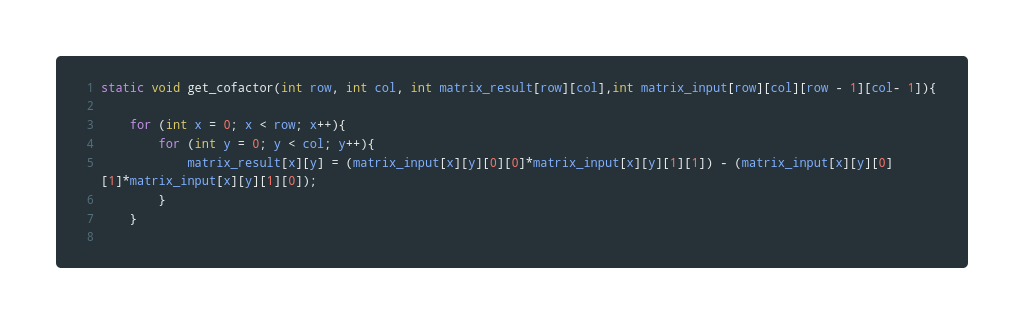 1 static void get_cofactor(int row, int col, int matrix_result[row][col],int matrix_input[row][col][row - 1][col- 1]){
2
3     for (int x = 0; x < row; x++){
4         for (int y = 0; y < col; y++){
5             matrix_result[x][y] = (matrix_input[x][y][0][0]*matrix_input[x][y][1][1]) - (matrix_input[x][y][0]
[1]*matrix_input[x][y][1][0]);
6         }
7     }
8